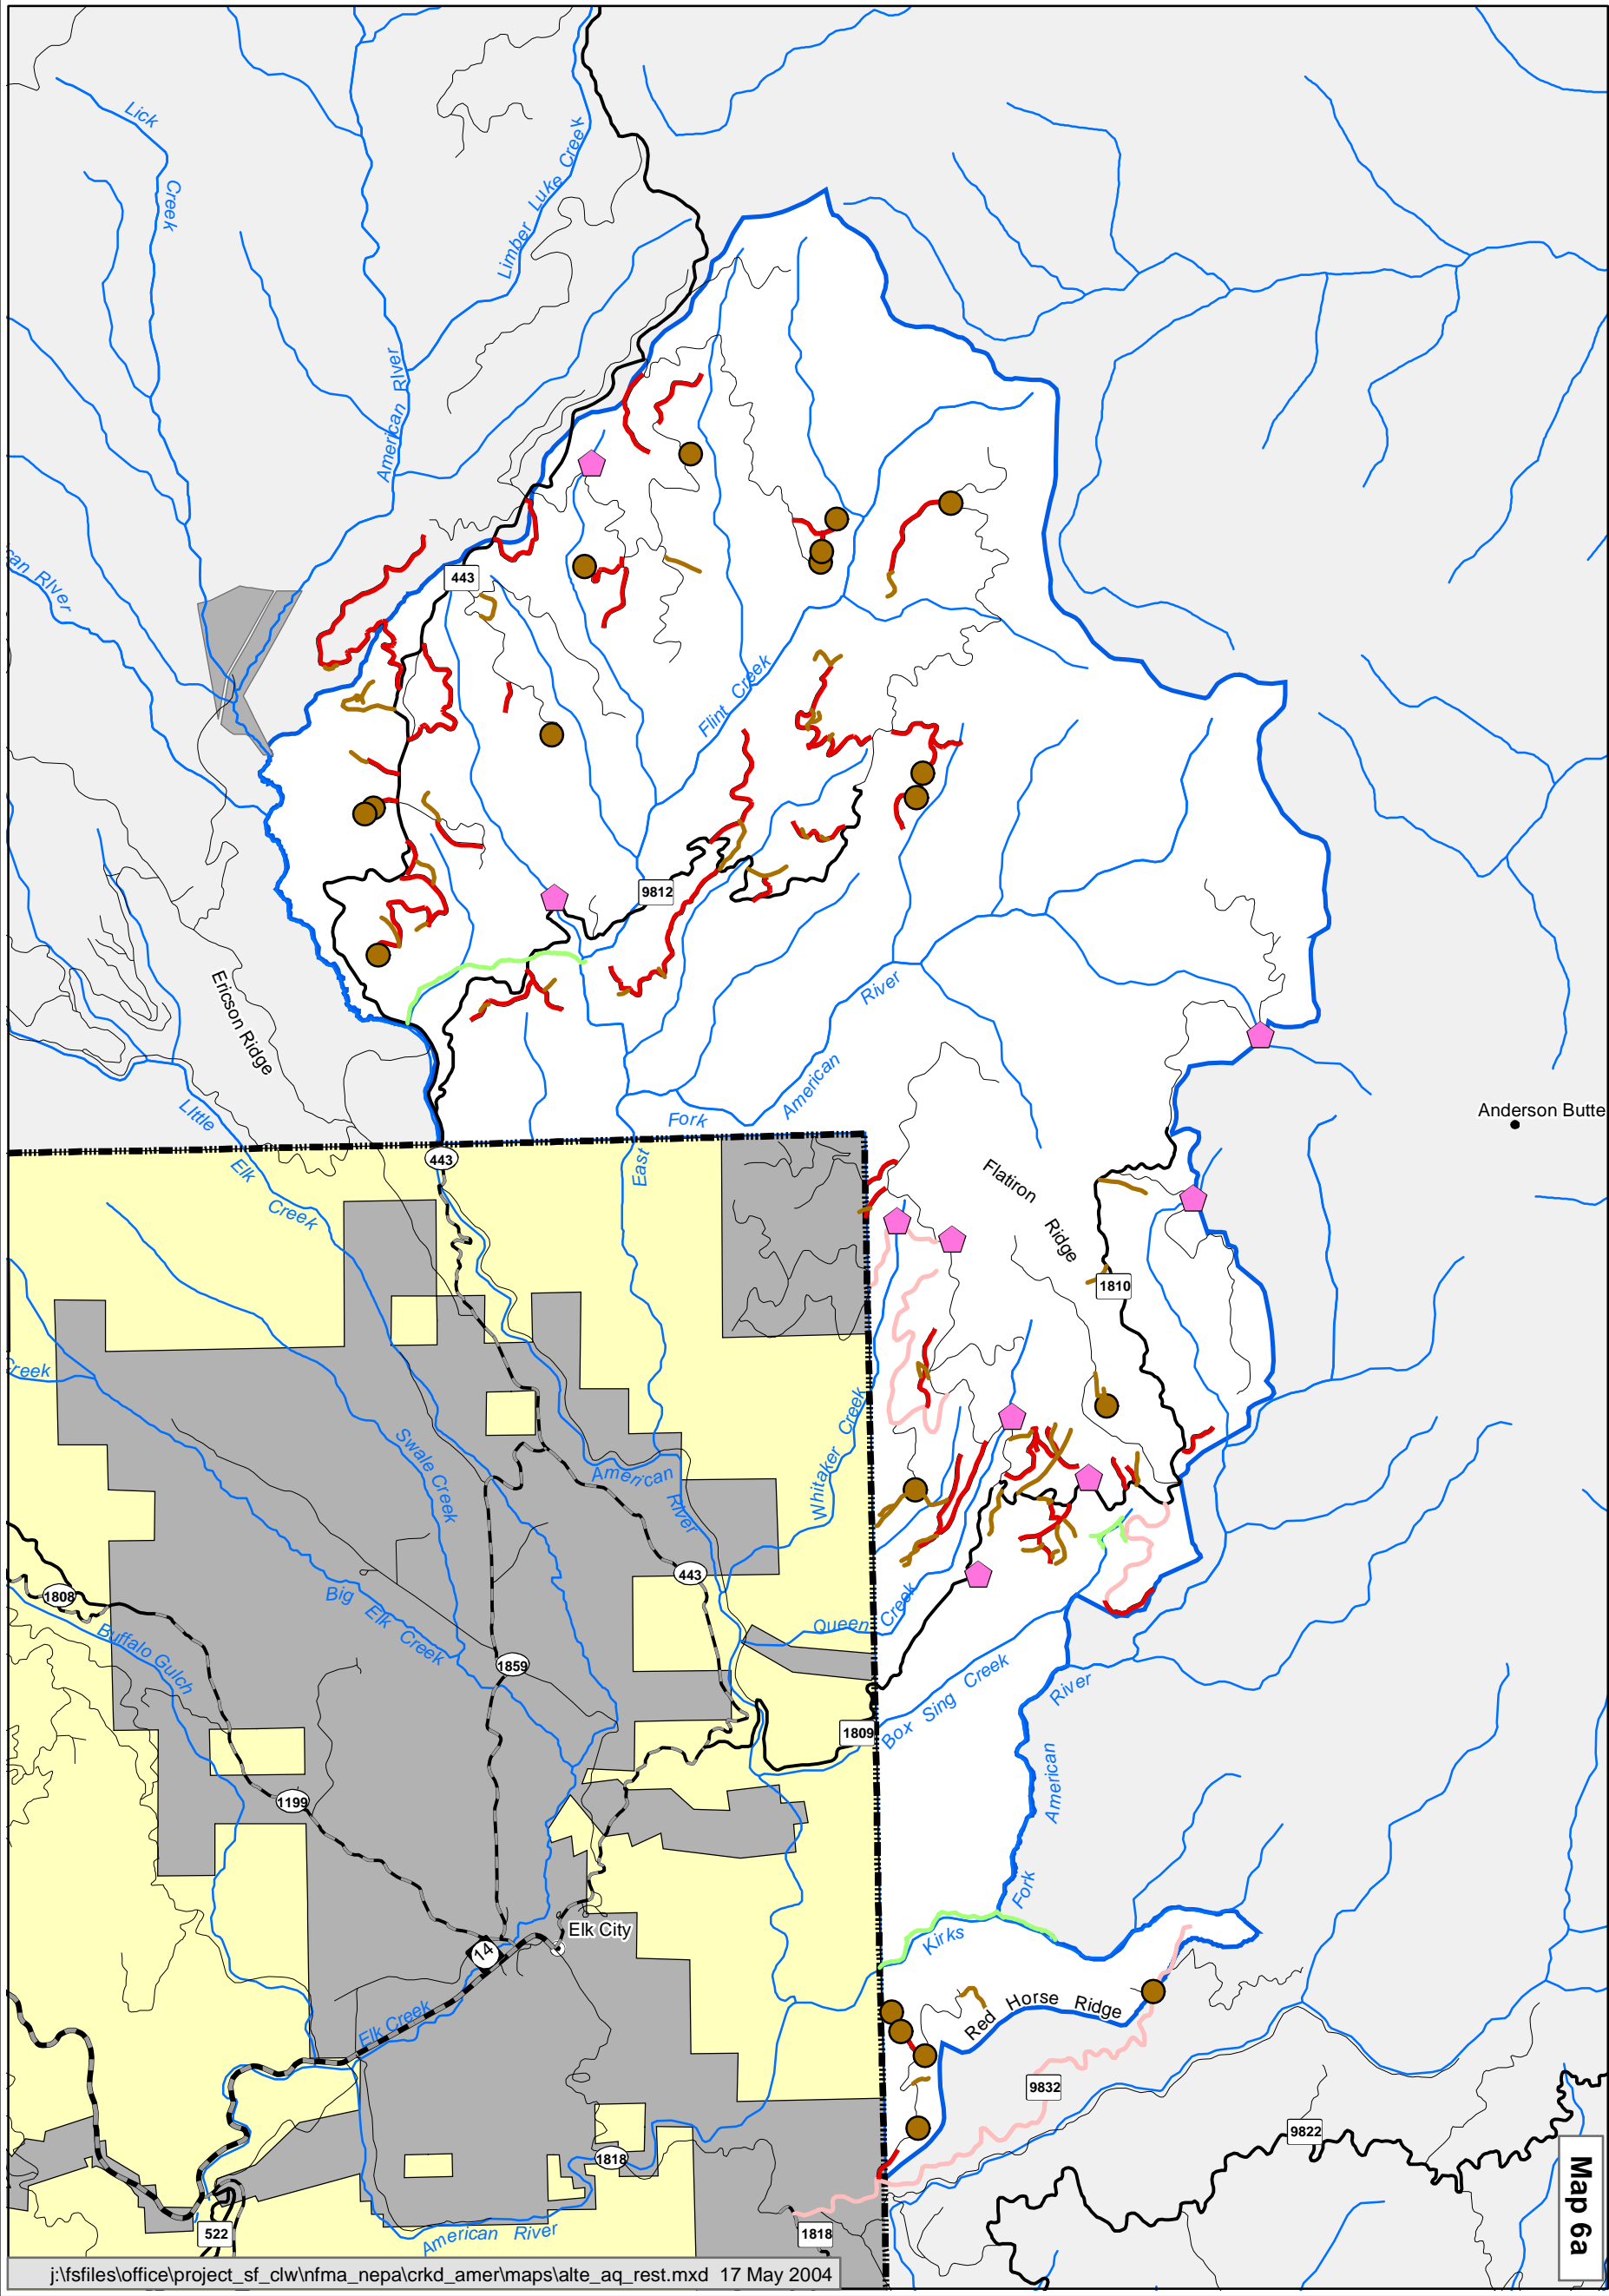 Lick
Creek
Limber Luke Creek
American RIver
can RIver
443
Flint Creek
9812
Ericson Ridge
River
American
Fork
East
Anderson Butte
LIttle
Elk
Creek
443
Flatiron
Ridge
1810
Creek
Swale Creek
American
RIver
Whitaker Creek
443
1808
Buffalo Gulch
Big Elk Creek
1859
Queen Creek
1809
Box Sing Creek
River
American
Fork
Kirks
1199
Elk City
14
Elk Creek
Red Horse Ridge
9832
9822
1818
522
American River
1818
Map 6a
j:\fsfiles\office\project_sf_clw\nfma_nepa\crkd_amer\maps\alte_aq_rest.mxd 17 May 2004